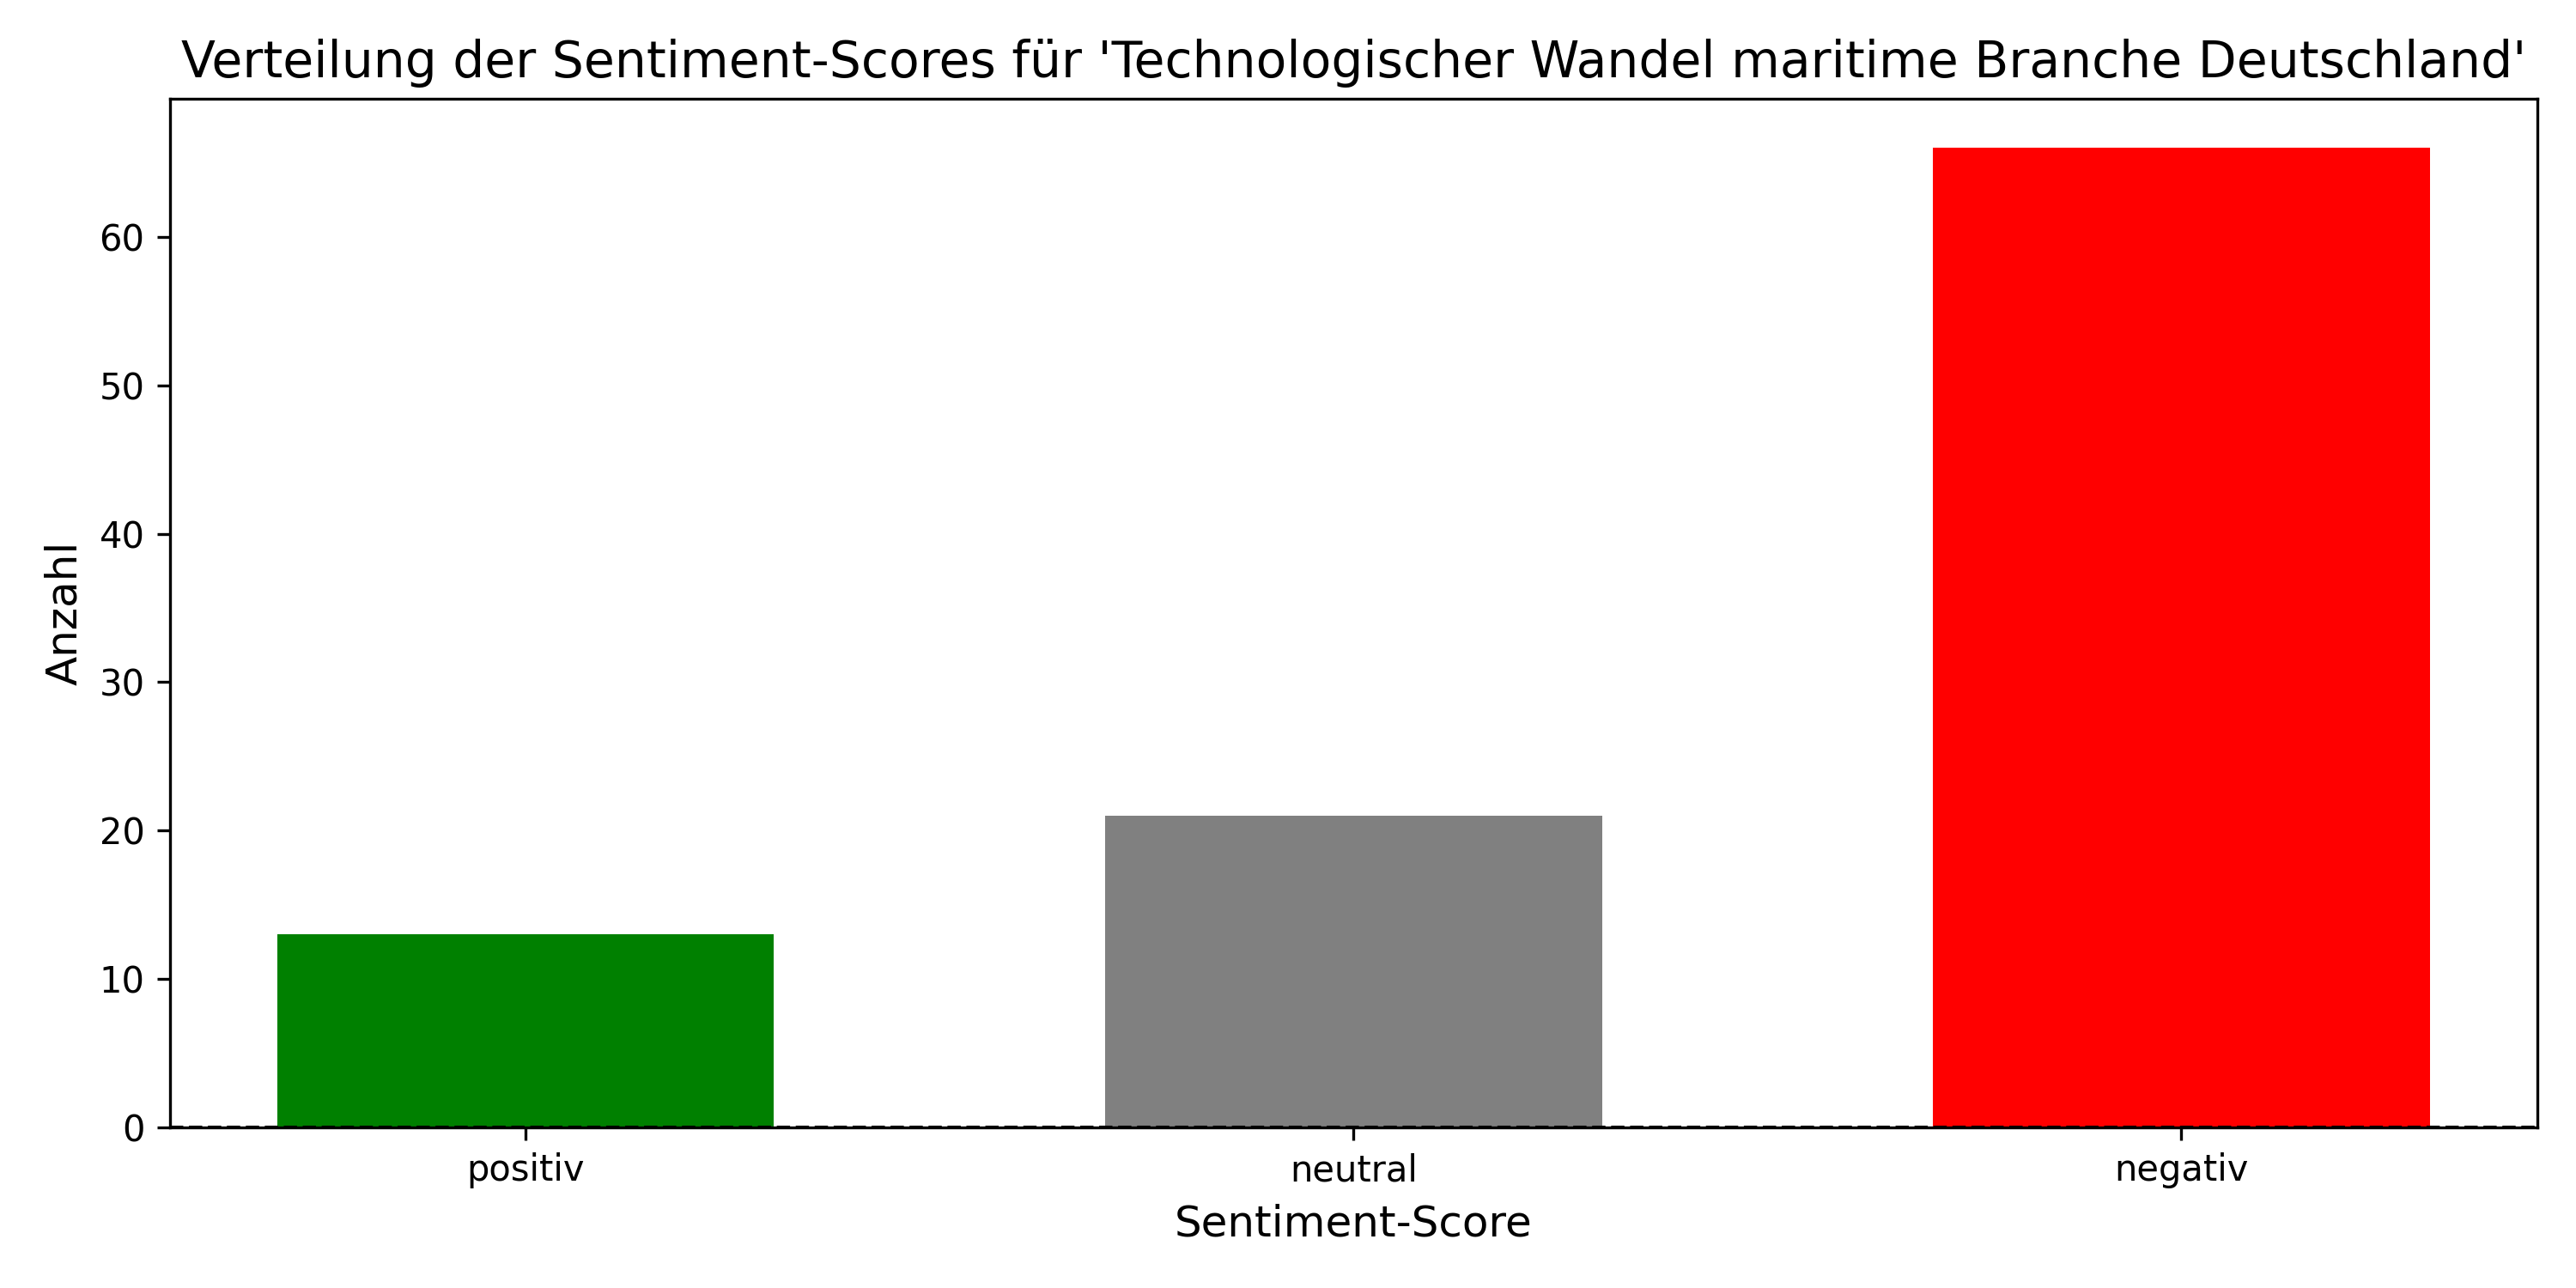 Verteilung der Sentiment-Scores für 'Technologischer Wandel maritime Branche Deutschland'
60
50
40
30
20
10
0
Anzahl
positiv
neutral
negativ
Sentiment-Score